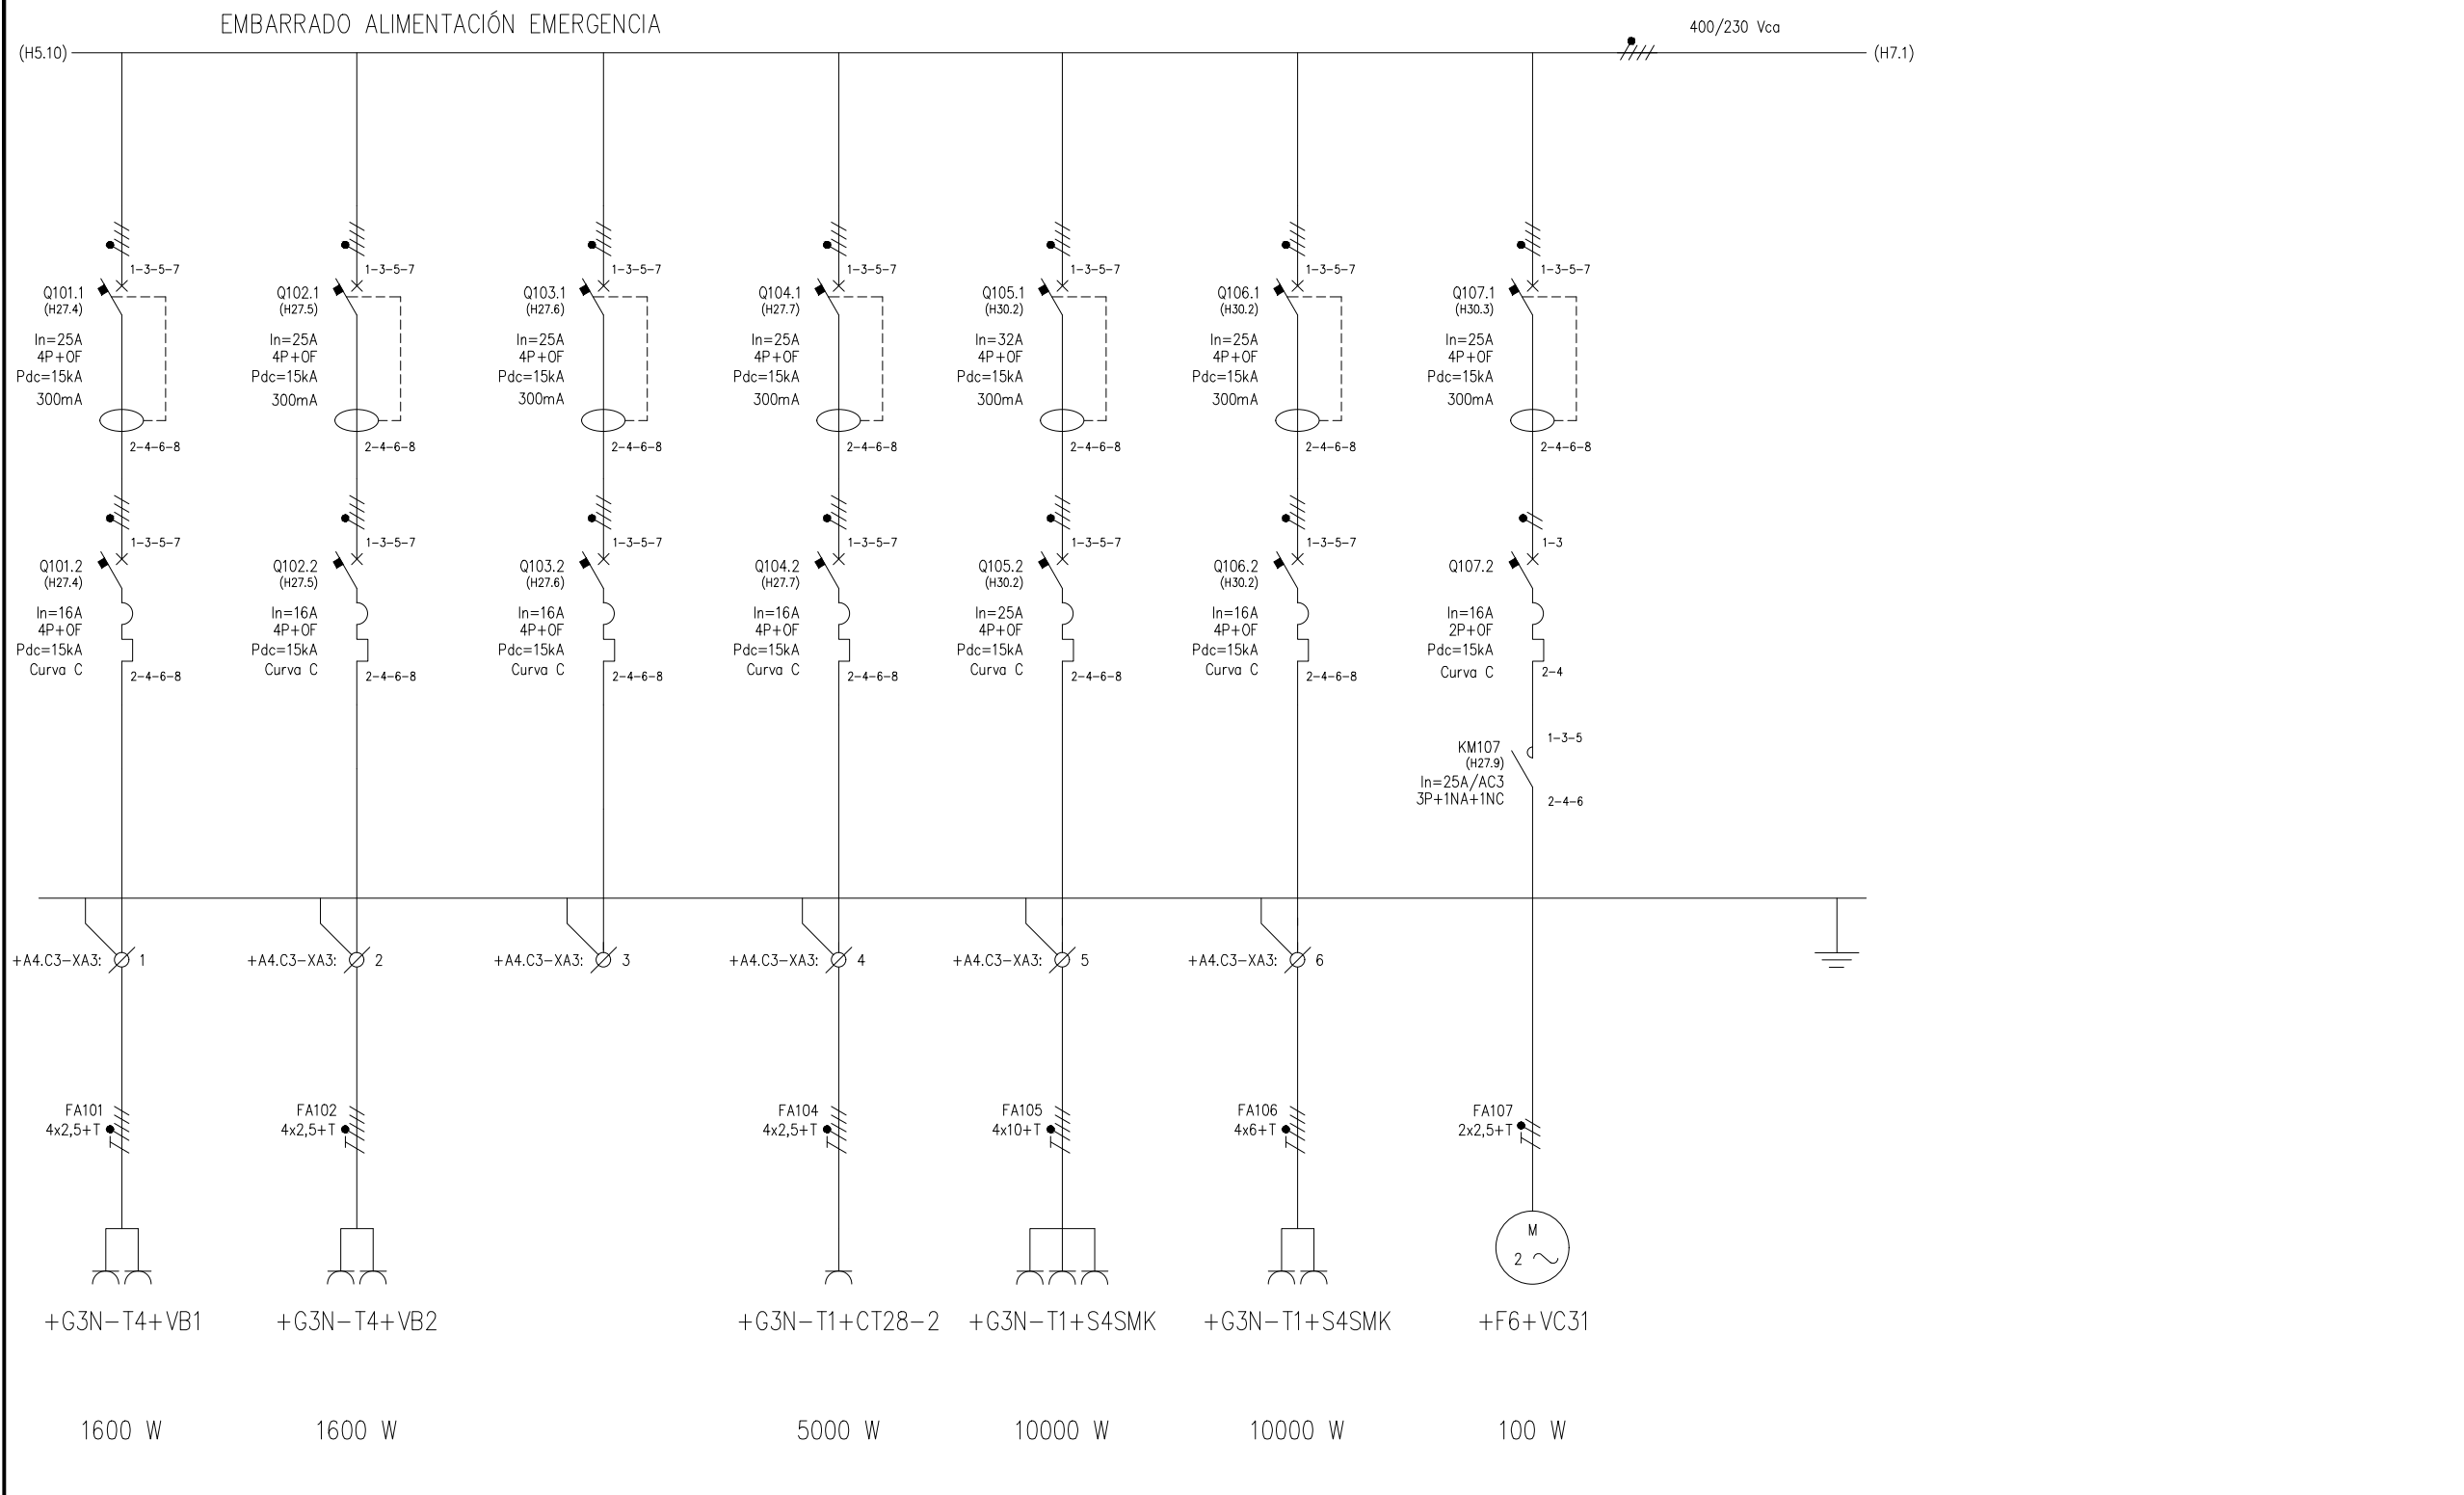 EMBARRADO ALIMENTACIÓN EMERGENCIA
400/230 Vca
(H5.10)
(H7.1)
1-3-5-7
Q101.1
(H27.4)
In=25A
4P+OF
Pdc=15kA
300mA
2-4-6-8
1-3-5-7
Q101.2
(H27.4)
In=16A
4P+OF
Pdc=15kA
Curva C
2-4-6-8
+A4.C3-XA3: 1
FA101
4x2,5+T
+G3N-T4+VB1
1600 W
1-3-5-7
Q102.1
(H27.5)
In=25A
4P+OF
Pdc=15kA
300mA
2-4-6-8
1-3-5-7
Q102.2
(H27.5)
In=16A
4P+OF
Pdc=15kA
Curva C
2-4-6-8
+A4.C3-XA3: 2
FA102
4x2,5+T
+G3N-T4+VB2
1600 W
1-3-5-7
Q103.1
(H27.6)
In=25A
4P+OF
Pdc=15kA
300mA
2-4-6-8
1-3-5-7
Q103.2
(H27.6)
In=16A
4P+OF
Pdc=15kA
Curva C
2-4-6-8
+A4.C3-XA3: 3
1-3-5-7
Q104.1
(H27.7)
In=25A
4P+OF
Pdc=15kA
300mA
2-4-6-8
1-3-5-7
Q104.2
(H27.7)
In=16A
4P+OF
Pdc=15kA
Curva C
2-4-6-8
+A4.C3-XA3: 4
FA104
4x2,5+T
+G3N-T1+CT28-2
5000 W
1-3-5-7
Q105.1
(H30.2)
In=32A
4P+OF
Pdc=15kA
300mA
2-4-6-8
1-3-5-7
Q105.2
(H30.2)
In=25A
4P+OF
Pdc=15kA
Curva C
2-4-6-8
+A4.C3-XA3: 5
FA105
4x10+T
+G3N-T1+S4SMK
10000 W
1-3-5-7
Q106.1
(H30.2)
In=25A
4P+OF
Pdc=15kA
300mA
2-4-6-8
1-3-5-7
Q106.2
(H30.2)
In=16A
4P+OF
Pdc=15kA
Curva C
2-4-6-8
+A4.C3-XA3: 6
FA106
4x6+T
+G3N-T1+S4SMK
10000 W
1-3-5-7
Q107.1
(H30.3)
In=25A
4P+OF
Pdc=15kA
300mA
2-4-6-8
1-3
Q107.2
In=16A
2P+OF
Pdc=15kA
Curva C
2-4
1-3-5
KM107
(H27.9)
In=25A/AC3
3P+1NA+1NC
2-4-6
FA107
2x2,5+T
M
2
+F6+VC31
100 W